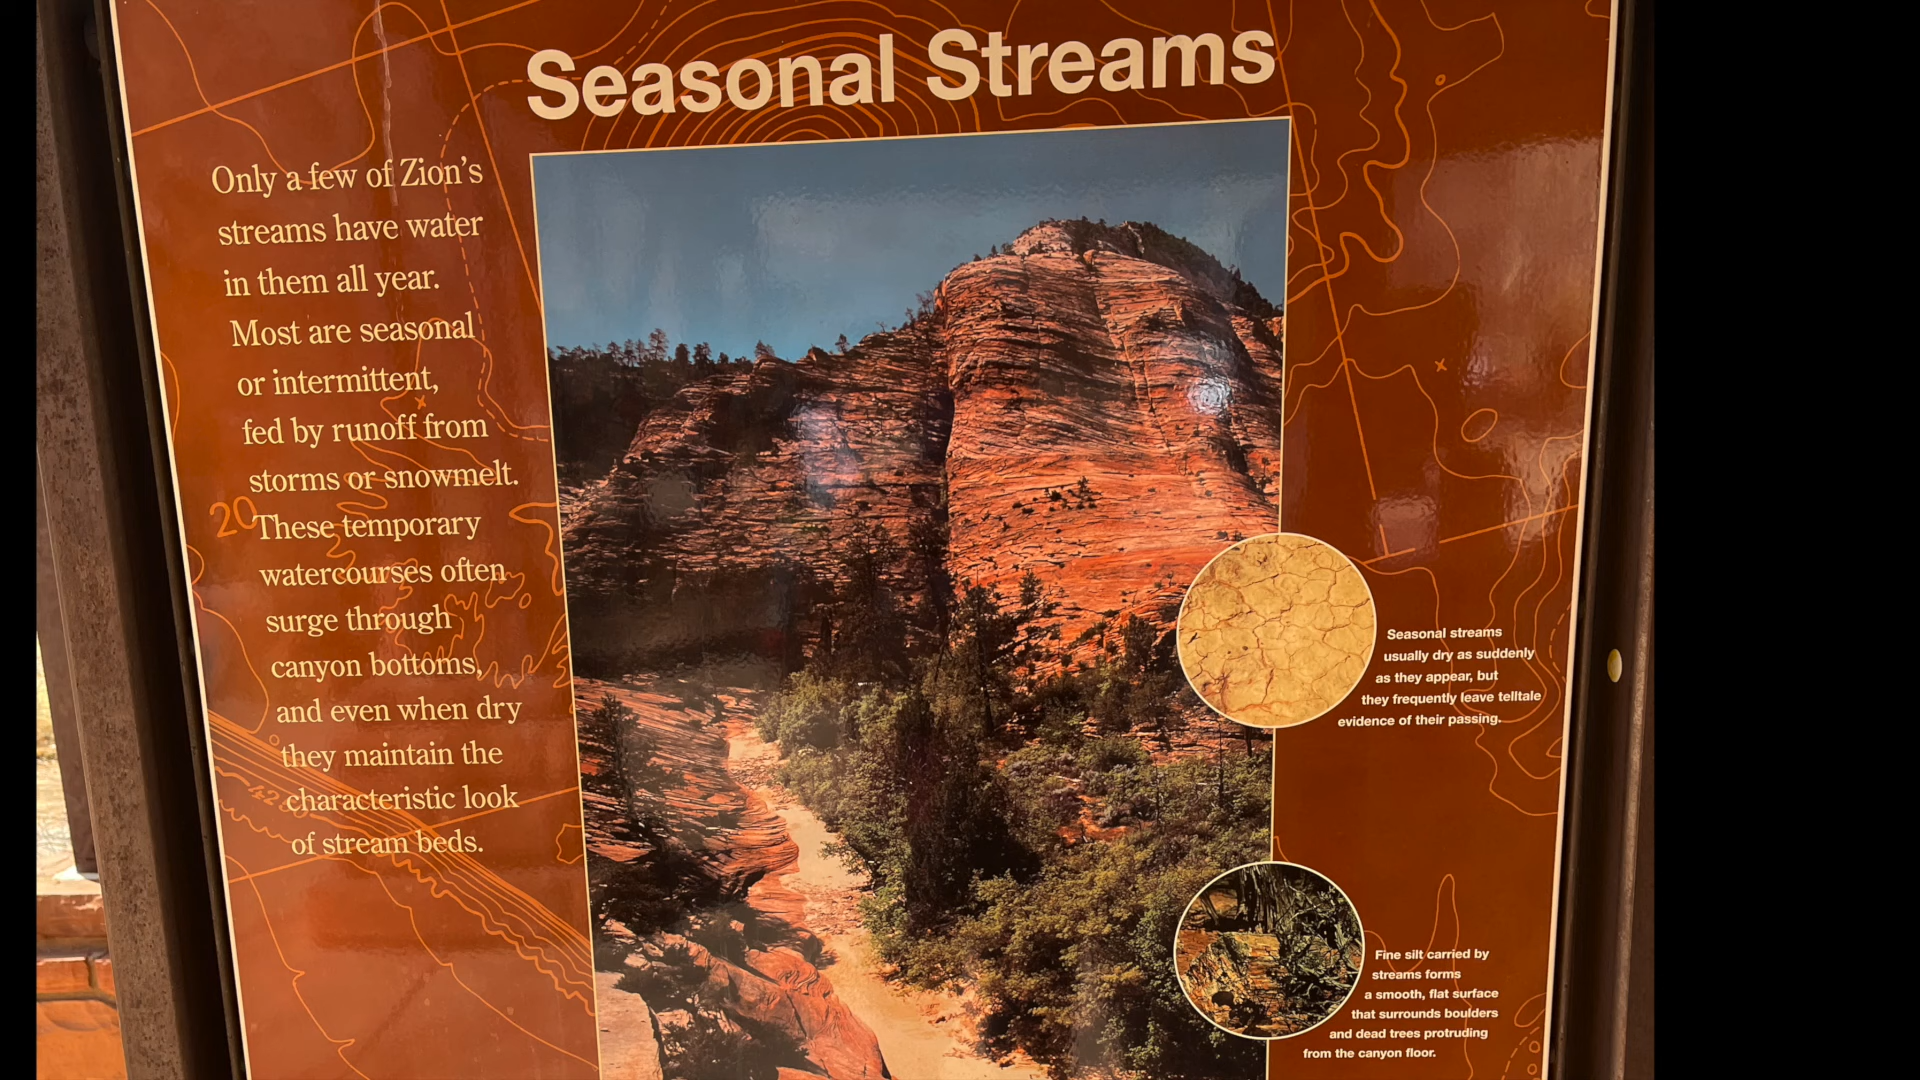 Seasonal Streams
Only a few of Zion's
streams have water
in them all year.
Most are seasonal
or intermittent,
fed by runoff from
storms or snowmelt.
These temporary
watercourses often
surge through
canyon bottoms,
and even when dry
they maintain the
characteristic look
of stream beds.
20
42
Seasonal streams
usually dry as suddenly
as they appear, but
they frequently leave telltale
evidence of their passing.
Fine silt carried by
streams forms
a smooth, flat surface
that surrounds boulders
and dead trees protruding
from the canyon floor.